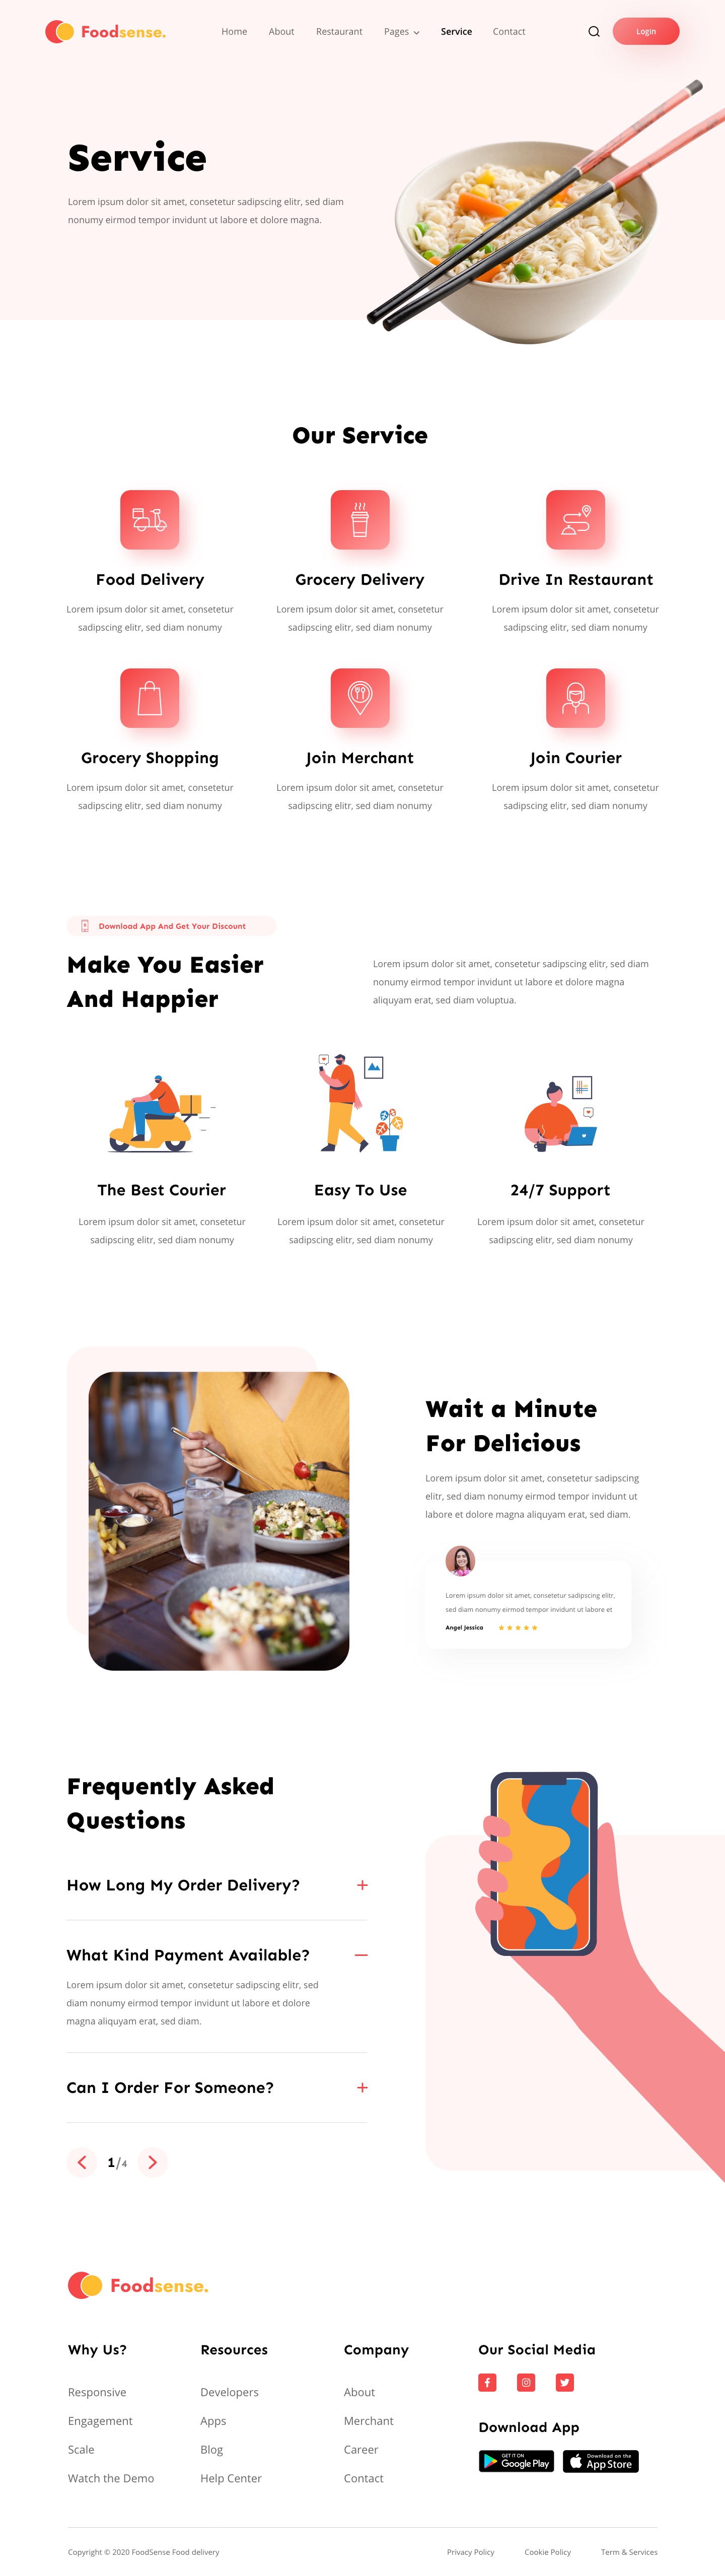 Foodsense.
Home About Restaurant Pages Service Contact
Login
Service
Lorem ipsum dolor sit amet, consetetur sadipscing elitr, sed diam
nonumy eirmod tempor invidunt ut labore et dolore magna.
Our Service
Food Delivery
Lorem ipsum dolor sit amet, consetetur
sadipscing elitr, sed diam nonumy
Grocery Delivery
Lorem ipsum dolor sit amet, consetetur
sadipscing elitr, sed diam nonumy
Drive In Restaurant
Lorem ipsum dolor sit amet, consetetur
sadipscing elitr, sed diam nonumy
Grocery Shopping
Lorem ipsum dolor sit amet, consetetur
sadipscing elitr, sed diam nonumy
Join Merchant
Lorem ipsum dolor sit amet, consetetur
sadipscing elitr, sed diam nonumy
Join Courier
Lorem ipsum dolor sit amet, consetetur
sadipscing elitr, sed diam nonumy
Download App And Get Your Discount
Make You Easier
And Happier
Lorem ipsum dolor sit amet, consetetur sadipscing elitr, sed diam
nonumy eirmod tempor invidunt ut labore et dolore magna
aliquyam erat, sed diam voluptua.
The Best Courier
Lorem ipsum dolor sit amet, consetetur
sadipscing elitr, sed diam nonumy
Easy To Use
Lorem ipsum dolor sit amet, consetetur
sadipscing elitr, sed diam nonumy
24/7 Support
Lorem ipsum dolor sit amet, consetetur
sadipscing elitr, sed diam nonumy
Wait a Minute
For Delicious
Lorem ipsum dolor sit amet, consetetur sadipscing
elitr, sed diam nonumy eirmod tempor invidunt ut
labore et dolore magna aliquyam erat, sed diam.
Lorem ipsum dolor sit amet, consetetur sadipscing elitr,
sed diam nonumy eirmod tempor invidunt ut labore et
Angel Jessica
Frequently Asked
Questions
How Long My Order Delivery?
What Kind Payment Available?
Lorem ipsum dolor sit amet, consetetur sadipscing elitr, sed
diam nonumy eirmod tempor invidunt ut labore et dolore
magna aliquyam erat, sed diam.
Can I Order For Someone?
1/4
Foodsense.
Why Us?
Responsive
Engagement
Scale
Watch the Demo
Resources
Developers
Apps
Blog
Help Center
Company
About
Merchant
Career
Contact
Our Social Media
Download App
GET IT ON
Google Play
Download on the
App Store
Copyright © 2020 FoodSense Food delivery
Privacy Policy Cookie Policy Term & Services